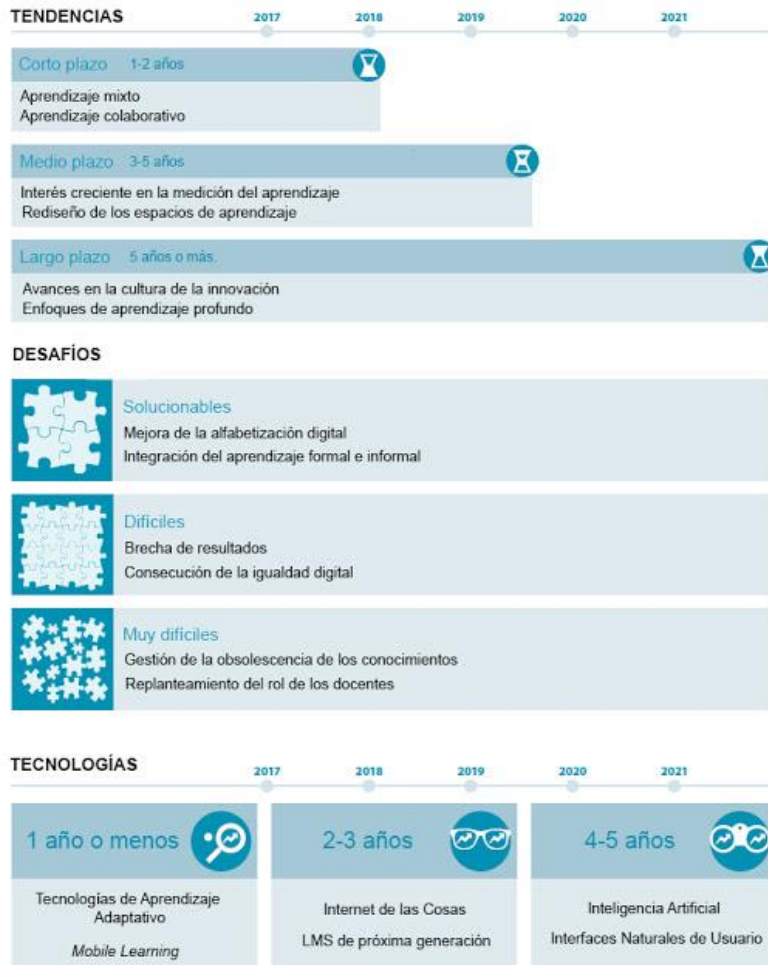 TENDENCIAS
2017 2018 2019 2020 2021
Corto plazo 1-2 años
Aprendizaje mixto
Aprendizaje colaborativo
Medio plazo 3-5 años
Interés creciente en la medición del aprendizaje
Rediseño de los espacios de aprendizaje
Largo plazo 5 años o más.
Avances en la cultura de la innovación
Enfoques de aprendizaje profundo
DESAFÍOS
Solucionables
Mejora de la alfabetización digital
Integración del aprendizaje formal e informal
Difíciles
Brecha de resultados
Consecución de la igualdad digital
Muy difíciles
Gestión de la obsolescencia de los conocimientos
Replanteamiento del rol de los docentes
TECNOLOGÍAS
2017 2018 2019 2020 2021
1 año o menos
Tecnologías de Aprendizaje
Adaptativo
Mobile Learning
2-3 años
Internet de las Cosas
LMS de próxima generación
4-5 años
Inteligencia Artificial
Interfaces Naturales de Usuario